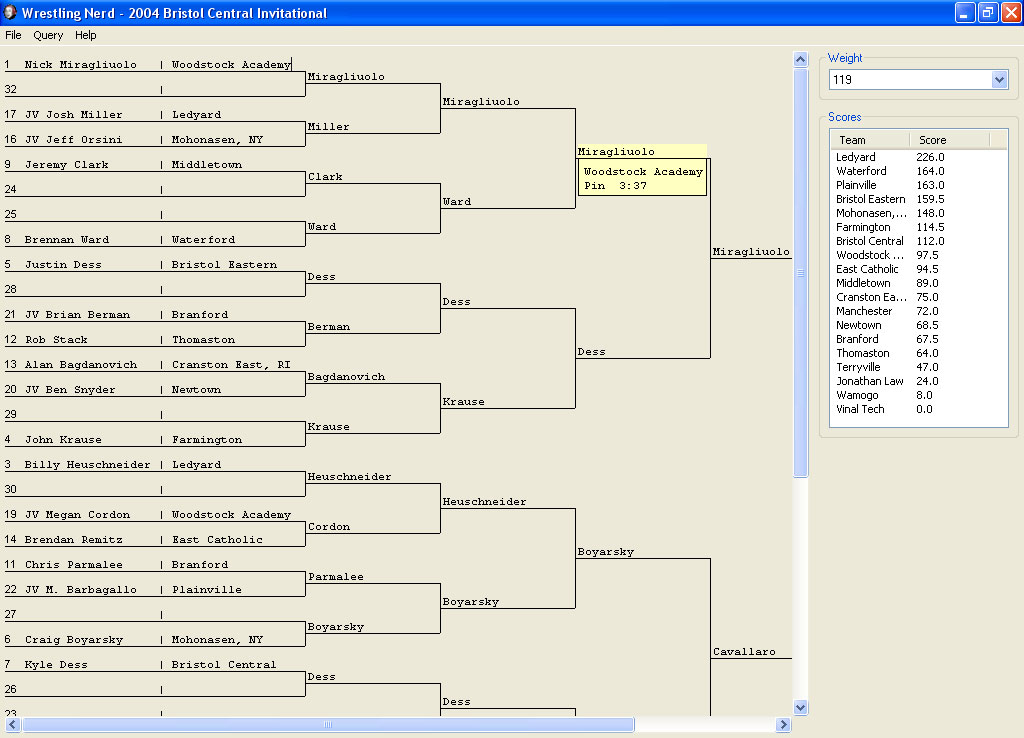 Wrestling Nerd - 2004 Bristol Central Invitational
File Query Help
1 Nick Miragliuolo | Woodstock Academy
Miragliuolo
32 |
Miragliuolo
17 JV Josh Miller | Ledyard
Miller
16 JV Jeff Orsini | Mohonasen, NY
Miragliuolo
9 Jeremy Clark | Middletown
Woodstock Academy
Clark
Pin 3:37
24 |
Ward
25 |
Ward
8 Brennan Ward | Waterford
Miragliuolo
5 Justin Dess | Bristol Eastern
Dess
28 |
Dess
21 JV Brian Berman | Branford
Berman
12 Rob Stack | Thomaston
Dess
13 Alan Bagdanovich | Cranston East, RI
Bagdanovich
20 JV Ben Snyder | Newtown
Krause
29 |
Krause
4 John Krause | Farmington
3 Billy Heuschneider | Ledyard
Heuschneider
30 |
Heuschneider
19 JV Megan Cordon | Woodstock Academy
Cordon
14 Brendan Remitz | East Catholic
Boyarsky
11 Chris Parmalee | Branford
Parmalee
22 JV M. Barbagallo | Plainville
Boyarsky
27 |
Boyarsky
6 Craig Boyarsky | Mohonasen, NY
Cavallaro
7 Kyle Dess | Bristol Central
Dess
26 |
Dess
23
Weight
119
Scores
Team Score
Ledyard 226.0
Waterford 164.0
Plainville 163.0
Bristol Eastern 159.5
Mohonasen,... 148.0
Farmington 114.5
Bristol Central 112.0
Woodstock ... 97.5
East Catholic 94.5
Middletown 89.0
Cranston Ea... 75.0
Manchester 72.0
Newtown 68.5
Branford 67.5
Thomaston 64.0
Terryville 47.0
Jonathan Law 24.0
Wamogo 8.0
Vinal Tech 0.0